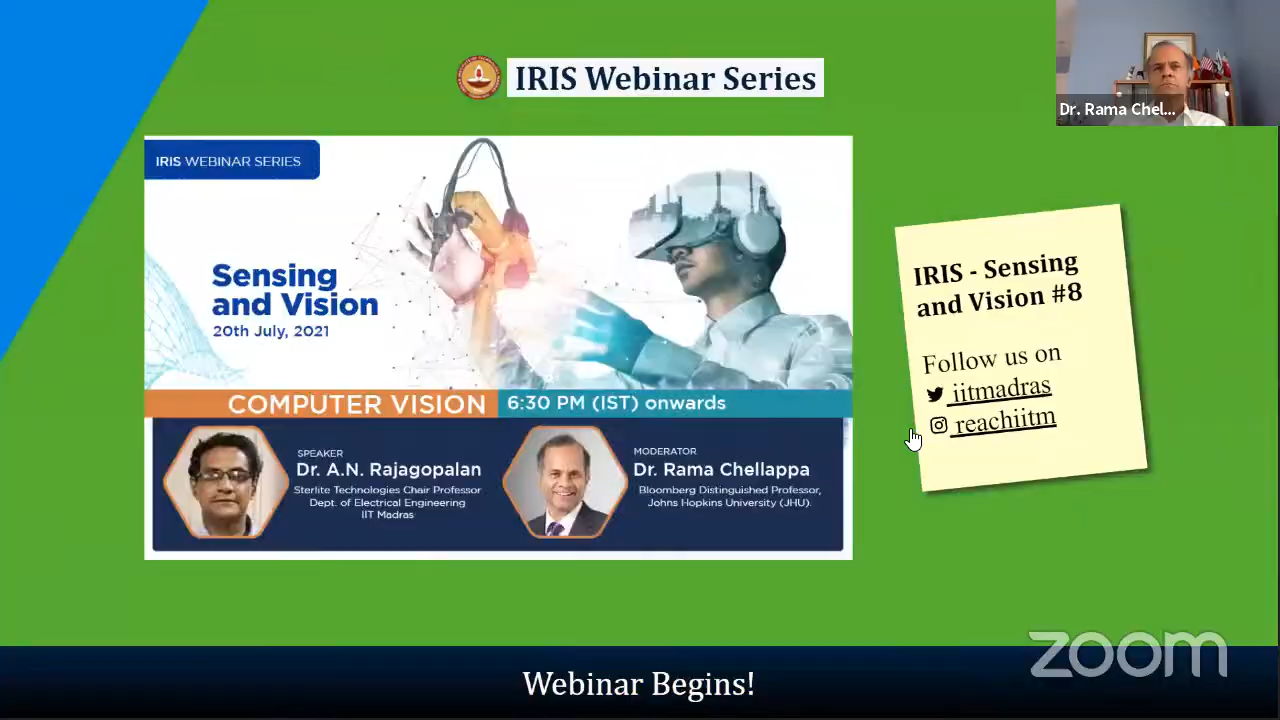 IRIS Webinar Series
Dr. Rama Chel...
IRIS WEBINAR SERIES
Sensing
and Vision
20th July, 2021
COMPUTER VISION
6:30 PM (IST) onwards
SPEAKER
Dr. A.N. Rajagopalan
Sterlite Technologies Chair Professor
Dept. of Electrical Engineering
IIT Madras
MODERATOR
Dr. Rama Chellappa
Bloomberg Distinguished Professor,
Johns Hopkins University (JHU).
IRIS - Sensing
and Vision #8
Follow us on
iitmadras
reachiitm
zoom
Webinar Begins!